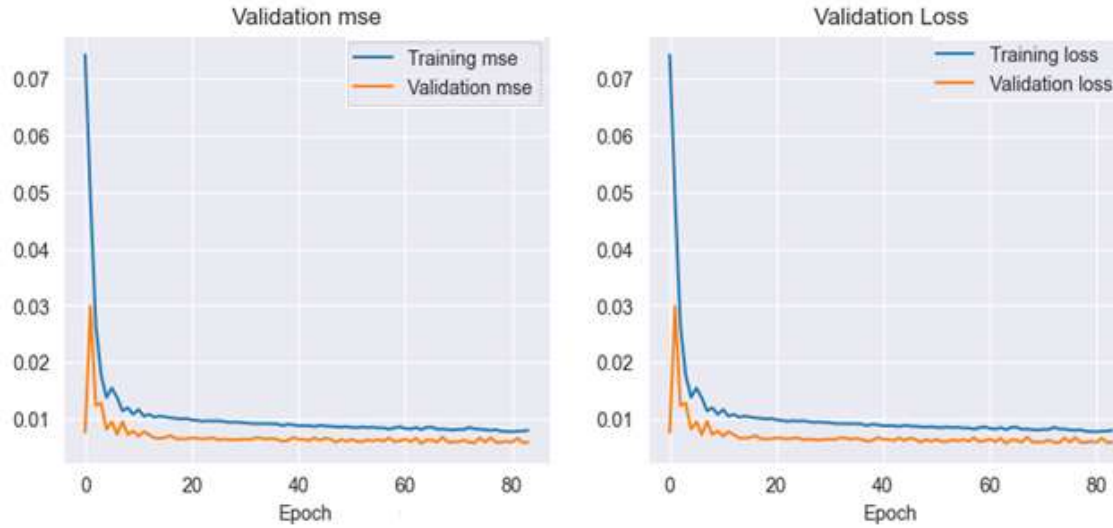 Validation mse
Training mse
Validation mse
0.07
0.06
0.05
0.04
0.03
0.02
0.01
0 20 40 60 80
Epoch
Validation Loss
Training loss
Validation loss
0.07
0.06
0.05
0.04
0.03
0.02
0.01
0 20 40 60 80
Epoch